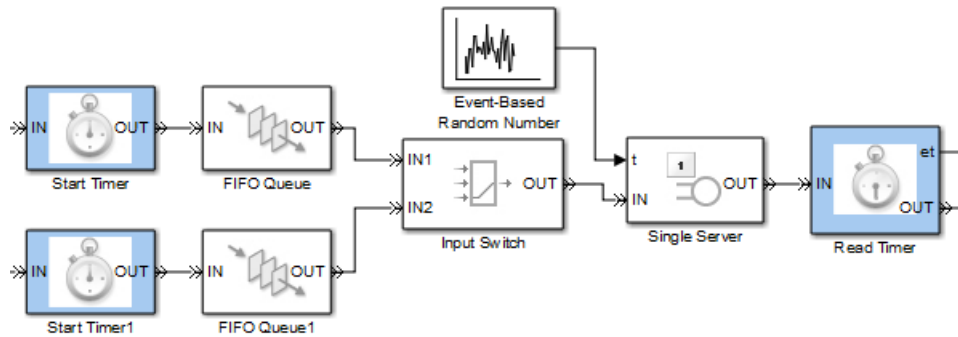 Event-Based
Random Number
IN OUT
Start Timer
IN OUT
FIFO Queue
IN1
IN2
OUT
Input Switch
t
IN
1
OUT
Single Server
IN
et
OUT
Read Timer
IN OUT
Start Timer1
IN OUT
FIFO Queue1